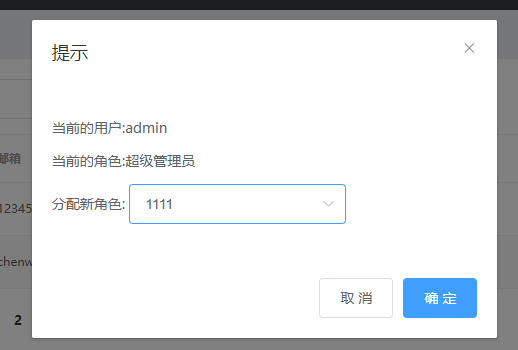 提示
邮箱
当前的用户:admin
当前的角色:超级管理员
12345
分配新角色: 1111
chenw
取消 确定
2